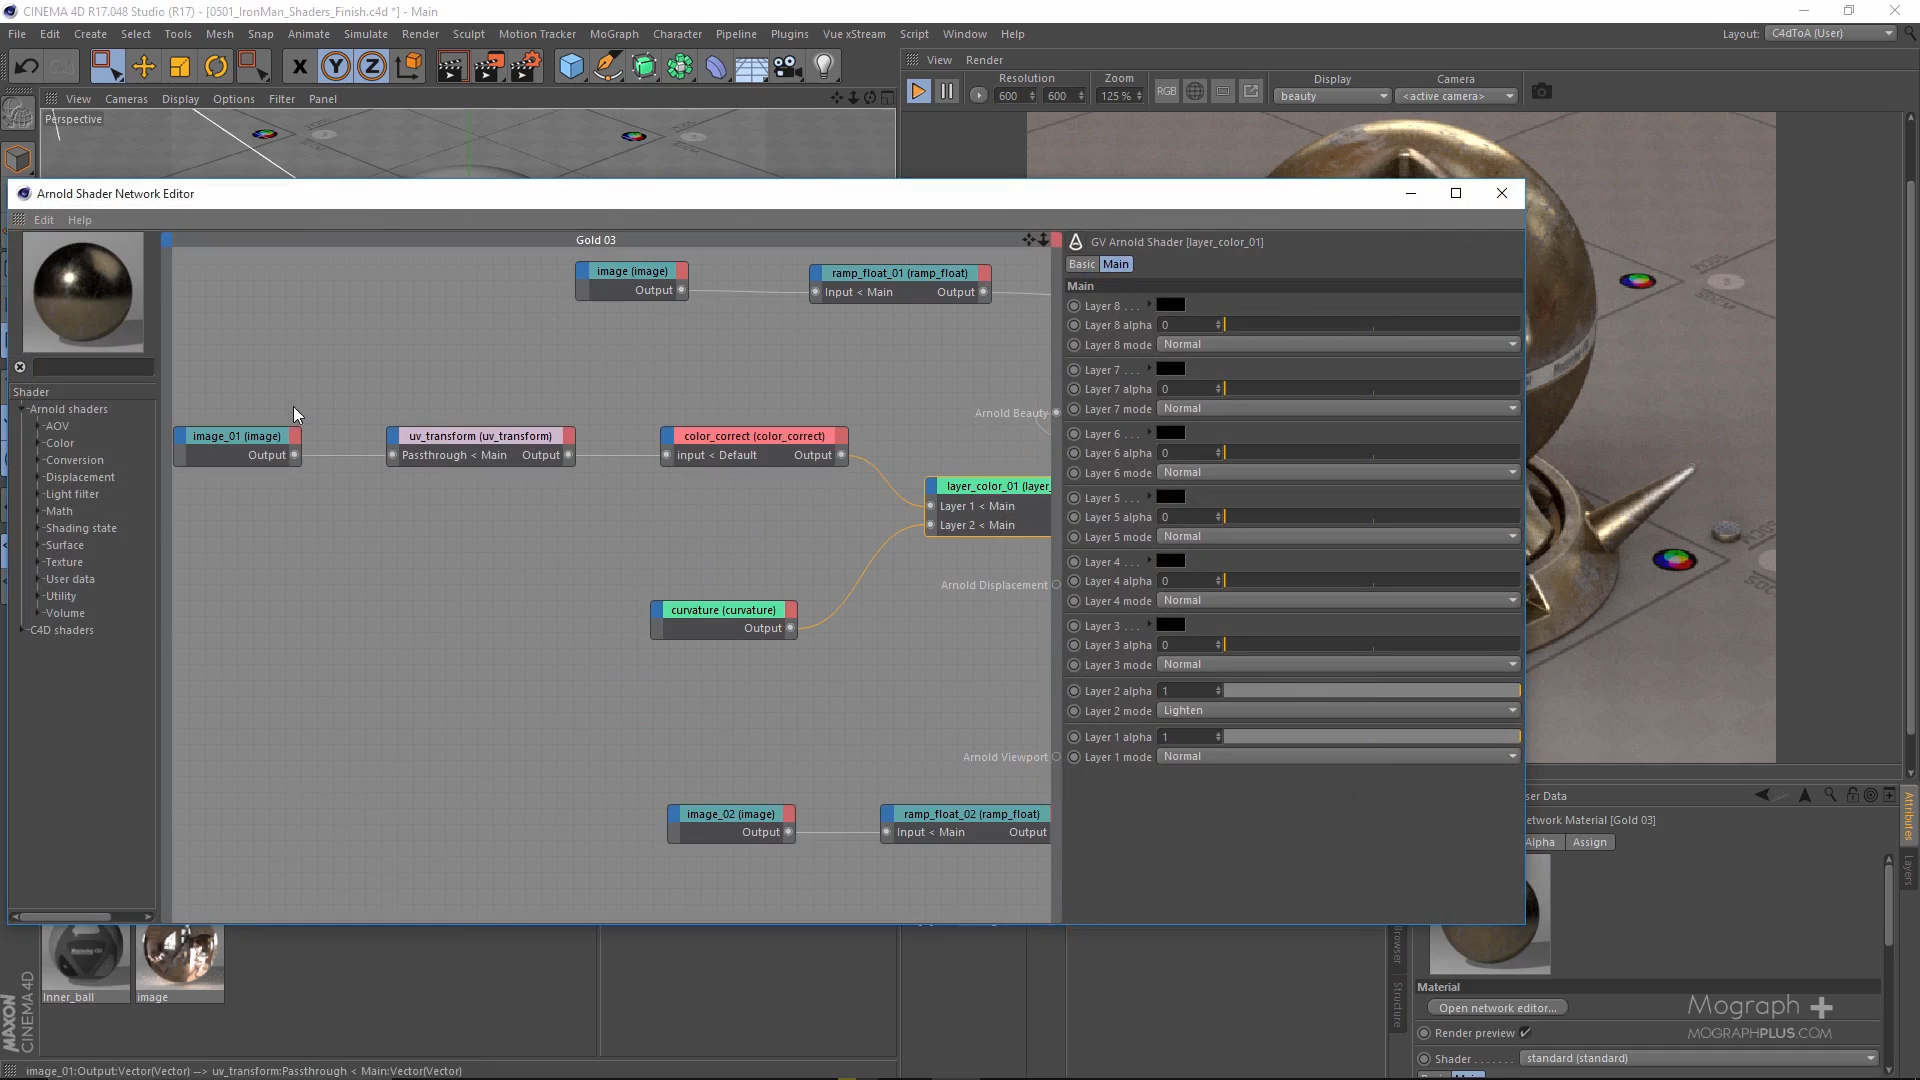 CINEMA 4D R17.048 Studio (R17) - [0501_IronMan_Shaders_Finish.c4d *] - Main
File Edit Create Select Tools Mesh Snap Animate Simulate Render Sculpt Motion Tracker MoGraph Character Pipeline Plugins Vue xStream Script Window Help
Layout: C4dToA (User)
X Y Z
View Render
Resolution Zoom Display Camera
600 600 125 % RGB beauty <active camera>
View Cameras Display Options Filter Panel
Perspective
Arnold Shader Network Editor
Edit Help
Gold 03
Shader
Arnold shaders
AOV
Color
Conversion
Displacement
Light filter
Math
Shading state
Surface
Texture
User data
Utility
Volume
C4D shaders
image (image)
Output
ramp_float_01 (ramp_float)
Input < Main Output
Arnold Beauty
image_01 (image)
Output
uv_transform (uv_transform)
Passthrough < Main Output
color_correct (color_correct)
input < Default Output
layer_color_01 (layer_
Layer 1 < Main
Layer 2 < Main
Arnold Displacement
curvature (curvature)
Output
Arnold Viewport
image_02 (image)
Output
ramp_float_02 (ramp_float)
Input < Main Output
GV Arnold Shader [layer_color_01]
Basic Main
Main
Layer 8 . . .
Layer 8 alpha 0
Layer 8 mode Normal
Layer 7 . . .
Layer 7 alpha 0
Layer 7 mode Normal
Layer 6 . . .
Layer 6 alpha 0
Layer 6 mode Normal
Layer 5 . . .
Layer 5 alpha 0
Layer 5 mode Normal
Layer 4 . . .
Layer 4 alpha 0
Layer 4 mode Normal
Layer 3 . . .
Layer 3 alpha 0
Layer 3 mode Normal
Layer 2 alpha 1
Layer 2 mode Lighten
Layer 1 alpha 1
Layer 1 mode Normal
ser Data
etwork Material [Gold 03]
Alpha Assign
Attributes
Layers
Browser
Structure
Material
Open network editor...
Render preview
Shader . . . . . . . standard (standard)
Mograph +
MOGRAPHPLUS.COM
Inner_ball image
MAXON
CINEMA 4D
image_01:Output:Vector(Vector) --> uv_transform:Passthrough < Main:Vector(Vector)